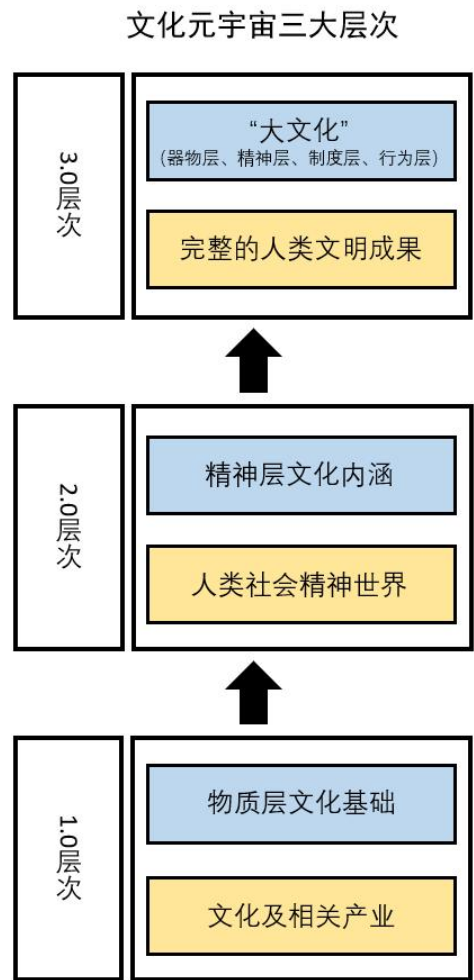 文化元宇宙三大层次
3.0层次
“大文化”
（器物层、精神层、制度层、行为层）
完整的人类文明成果
2.0层次
精神层文化内涵
人类社会精神世界
1.0层次
物质层文化基础
文化及相关产业